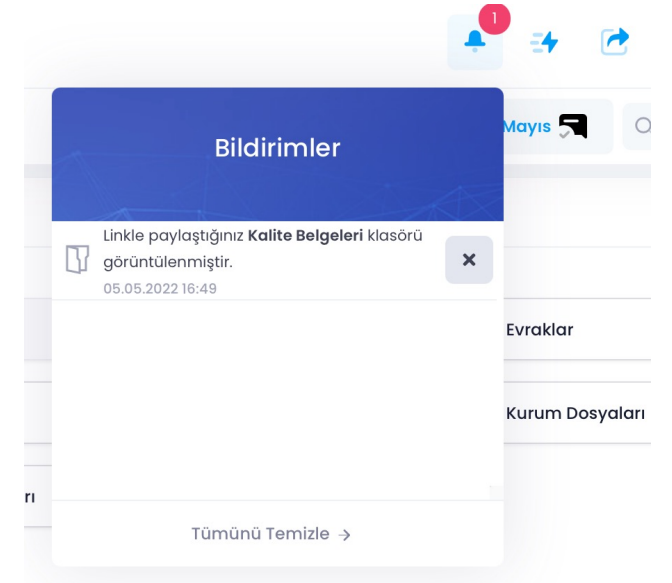 1
Mayıs
Bildirimler
Linkle paylaştığınız Kalite Belgeleri klasörü
görüntülenmiştir.
05.05.2022 16:49
Evraklar
Kurum Dosyaları
rı
Tümünü Temizle →